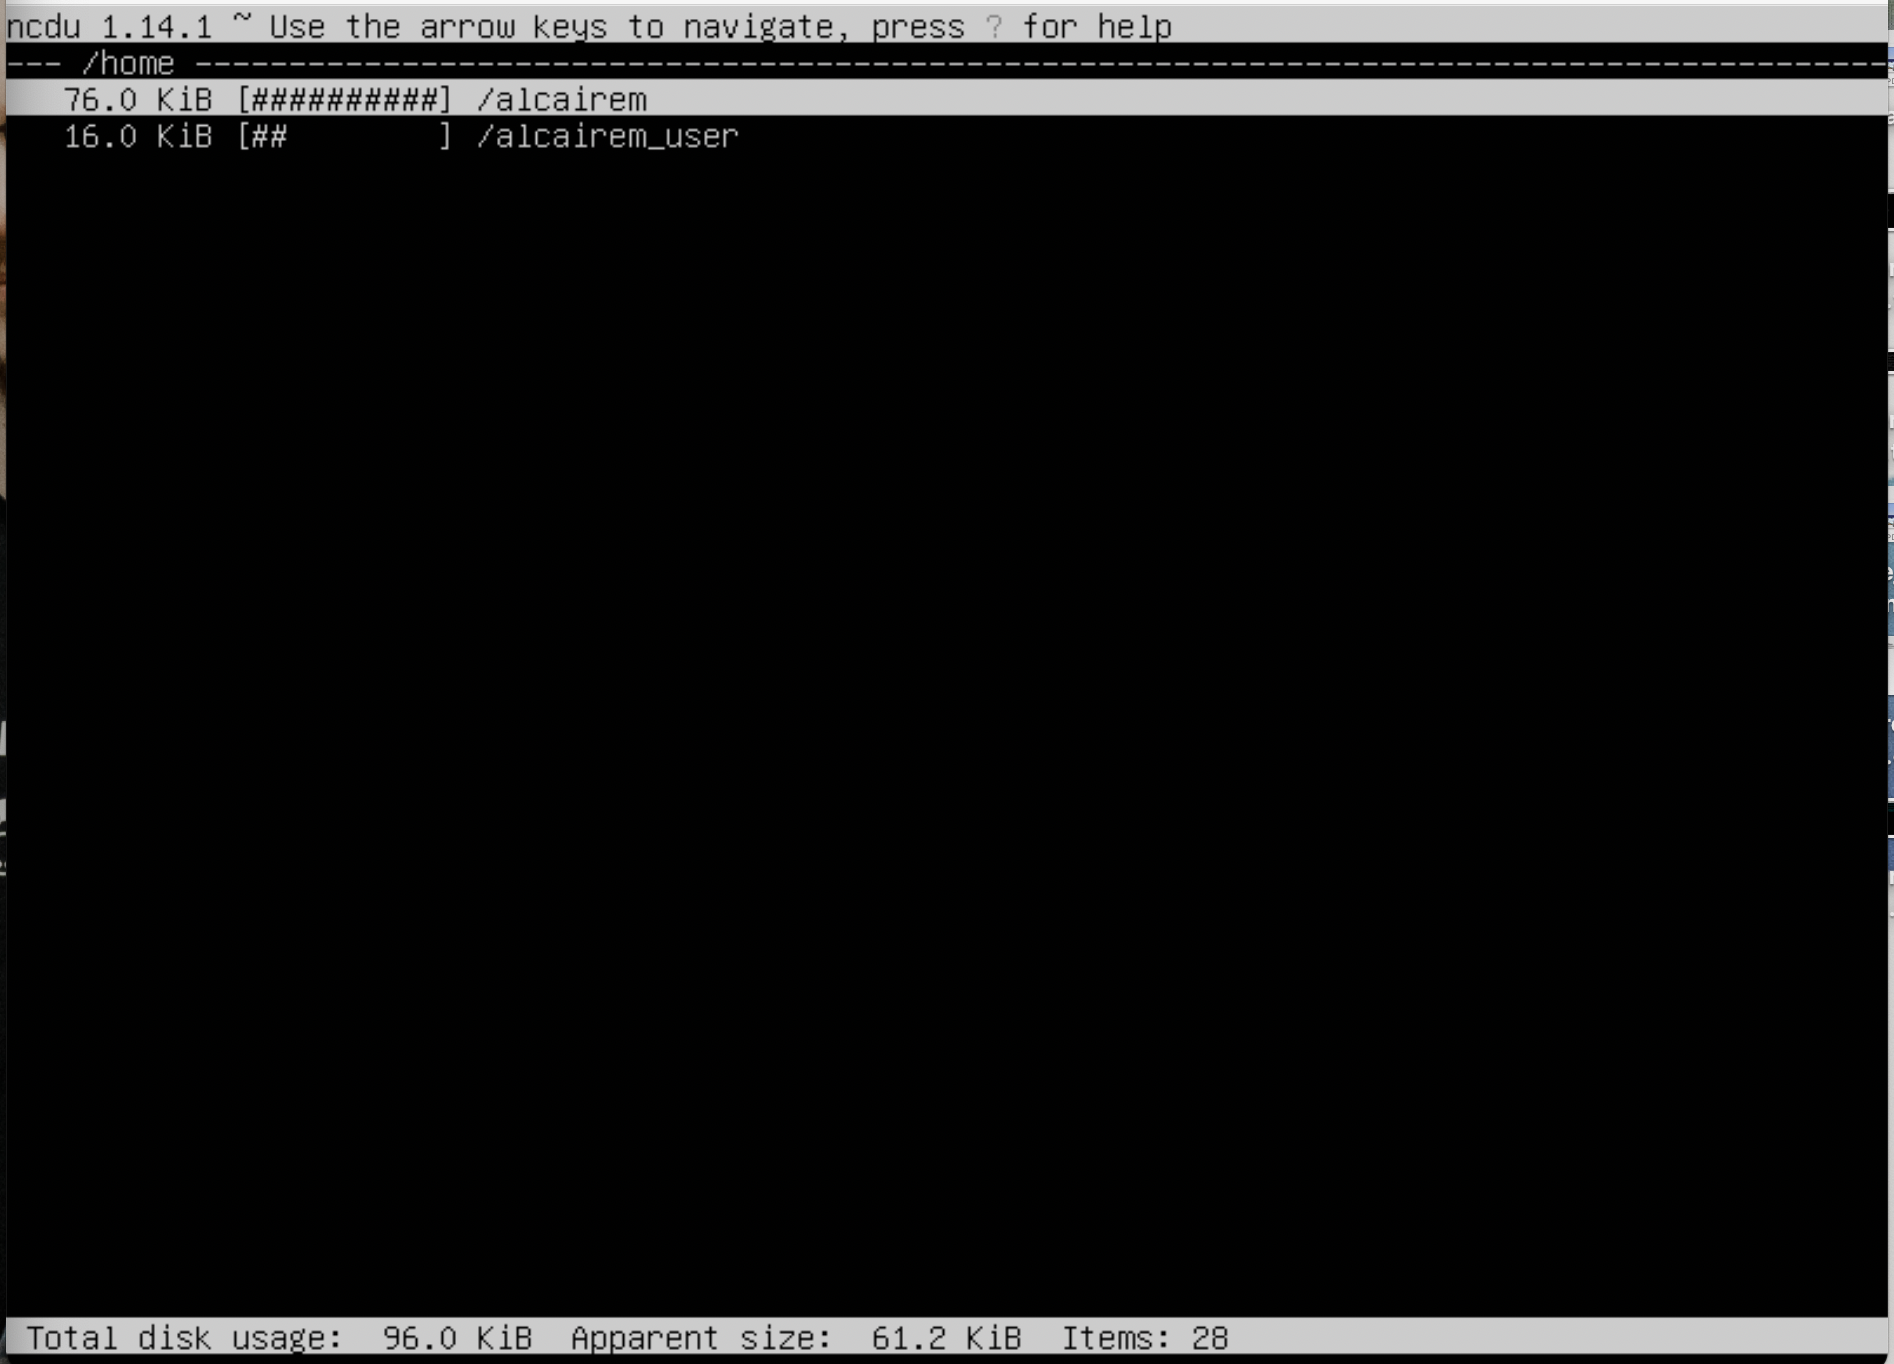 ncdu 1.14.1 ~ Use the arrow keys to navigate, press ? for help
--- /home ------------------------------------------------------------------------------------------
76.0 KiB [##########] /alcairem
16.0 KiB [##        ] /alcairem_user
Total disk usage:  96.0 KiB  Apparent size:  61.2 KiB  Items: 28